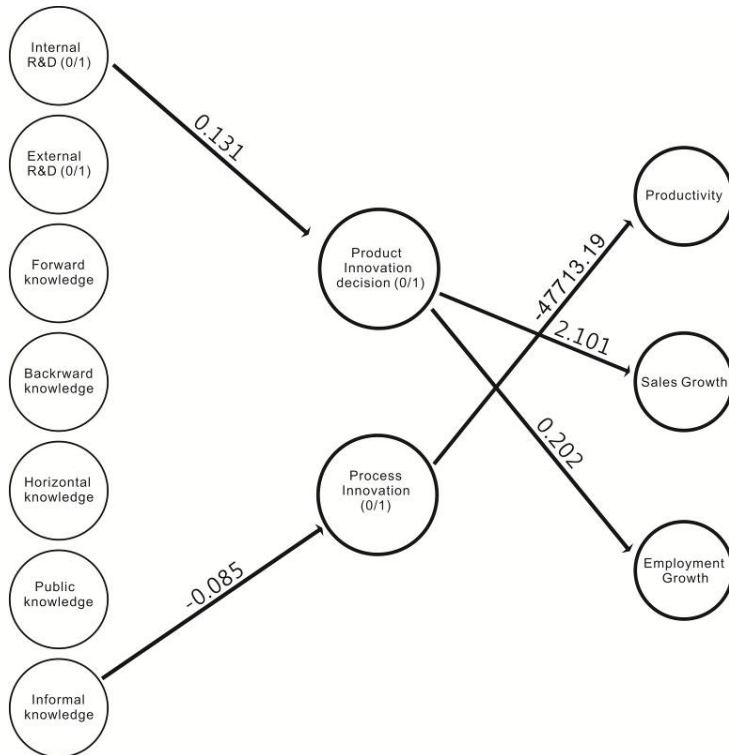 Internal
R&D (0/1)
0.131
External
R&D (0/1)
Productivity
Forward
knowledge
Product
Innovation
decision (0/1)
-47713.19
2.101
Backrward
knowledge
Sales Growth
0.202
Horizontal
knowledge
Process
Innovation
(0/1)
Employment
Growth
-0.085
Public
knowledge
Informal
knowledge